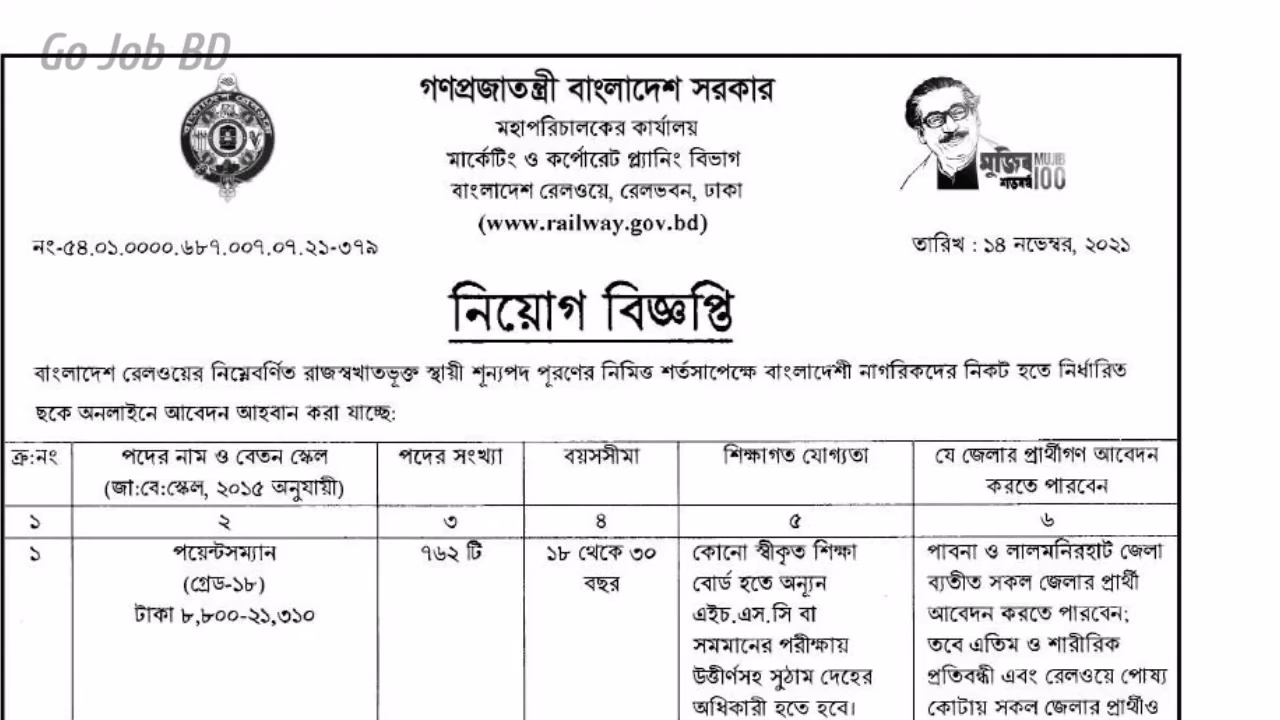 Go Job BD
গণপ্রজাতন্ত্রী বাংলাদেশ সরকার
মহাপরিচালকের কার্যালয়
মার্কেটিং ও কর্পোরেট প্ল্যানিং বিভাগ
বাংলাদেশ রেলওয়ে, রেলভবন, ঢাকা
(www.railway.gov.bd)
মুজিব MUJIB
শতবর্ষ 100
নং-৫৪.০১.০০০০.৬৮৭.০০৭.০৭.২১-৩৭৯
তারিখ : ১৪ নভেম্বর, ২০২১
নিয়োগ বিজ্ঞপ্তি
বাংলাদেশ রেলওয়ের নিম্নেবর্ণিত রাজস্বখাতভূক্ত স্থায়ী শূন্যপদ পূরণের নিমিত্ত শর্তসাপেক্ষে বাংলাদেশী নাগরিকদের নিকট হতে নির্ধারিত
ছকে অনলাইনে আবেদন আহবান করা যাচ্ছে:
ক্র:নং
পদের নাম ও বেতন স্কেল
(জা:বে:স্কেল, ২০১৫ অনুযায়ী)
পদের সংখ্যা
বয়সসীমা
শিক্ষাগত যোগ্যতা
যে জেলার প্রার্থীগণ আবেদন
করতে পারবেন
১
২
৩
৪
৫
৬
১
পয়েন্টসম্যান
(গ্রেড-১৮)
টাকা ৮,৮০০-২১,৩১০
৭৬২ টি
১৮ থেকে ৩০
বছর
কোনো স্বীকৃত শিক্ষা
বোর্ড হতে অন্যূন
এইচ.এস.সি বা
সমমানের পরীক্ষায়
উত্তীর্ণসহ সুঠাম দেহের
অধিকারী হতে হবে।
পাবনা ও লালমনিরহাট জেলা
ব্যতীত সকল জেলার প্রার্থী
আবেদন করতে পারবেন;
তবে এতিম ও শারীরিক
প্রতিবন্ধী এবং রেলওয়ে পোষ্য
কোটায় সকল জেলার প্রার্থীও